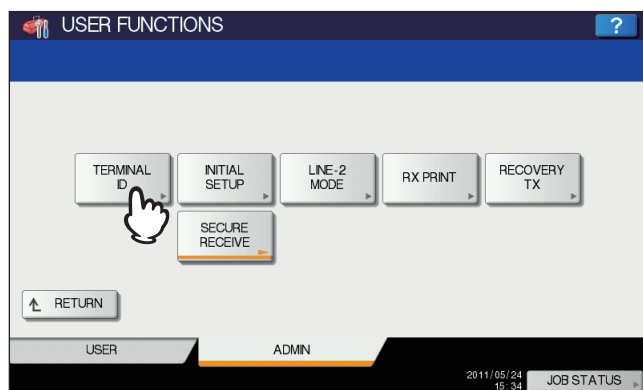 USER FUNCTIONS
?
TERMINAL
ID
INITIAL
SETUP
LINE-2
MODE
RX PRINT
RECOVERY
TX
SECURE
RECEIVE
RETURN
USER
ADMIN
2011/05/24
15:34
JOB STATUS